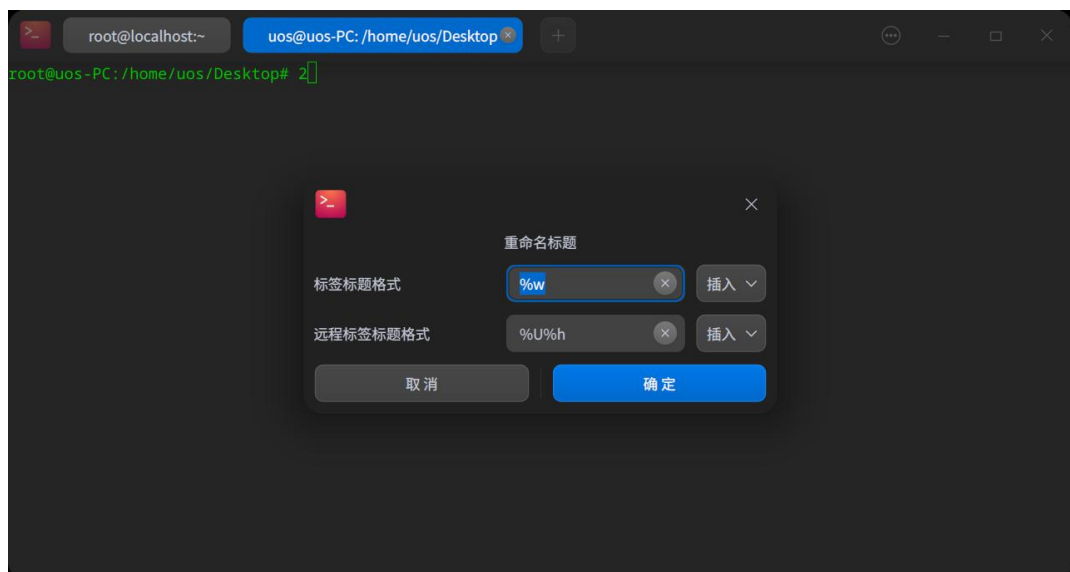 root@localhost:~ uos@uos-PC: /home/uos/Desktop
root@uos-PC:/home/uos/Desktop# 2
重命名标题
标签标题格式 %w 插入
远程标签标题格式 %U%h 插入
取消 确定